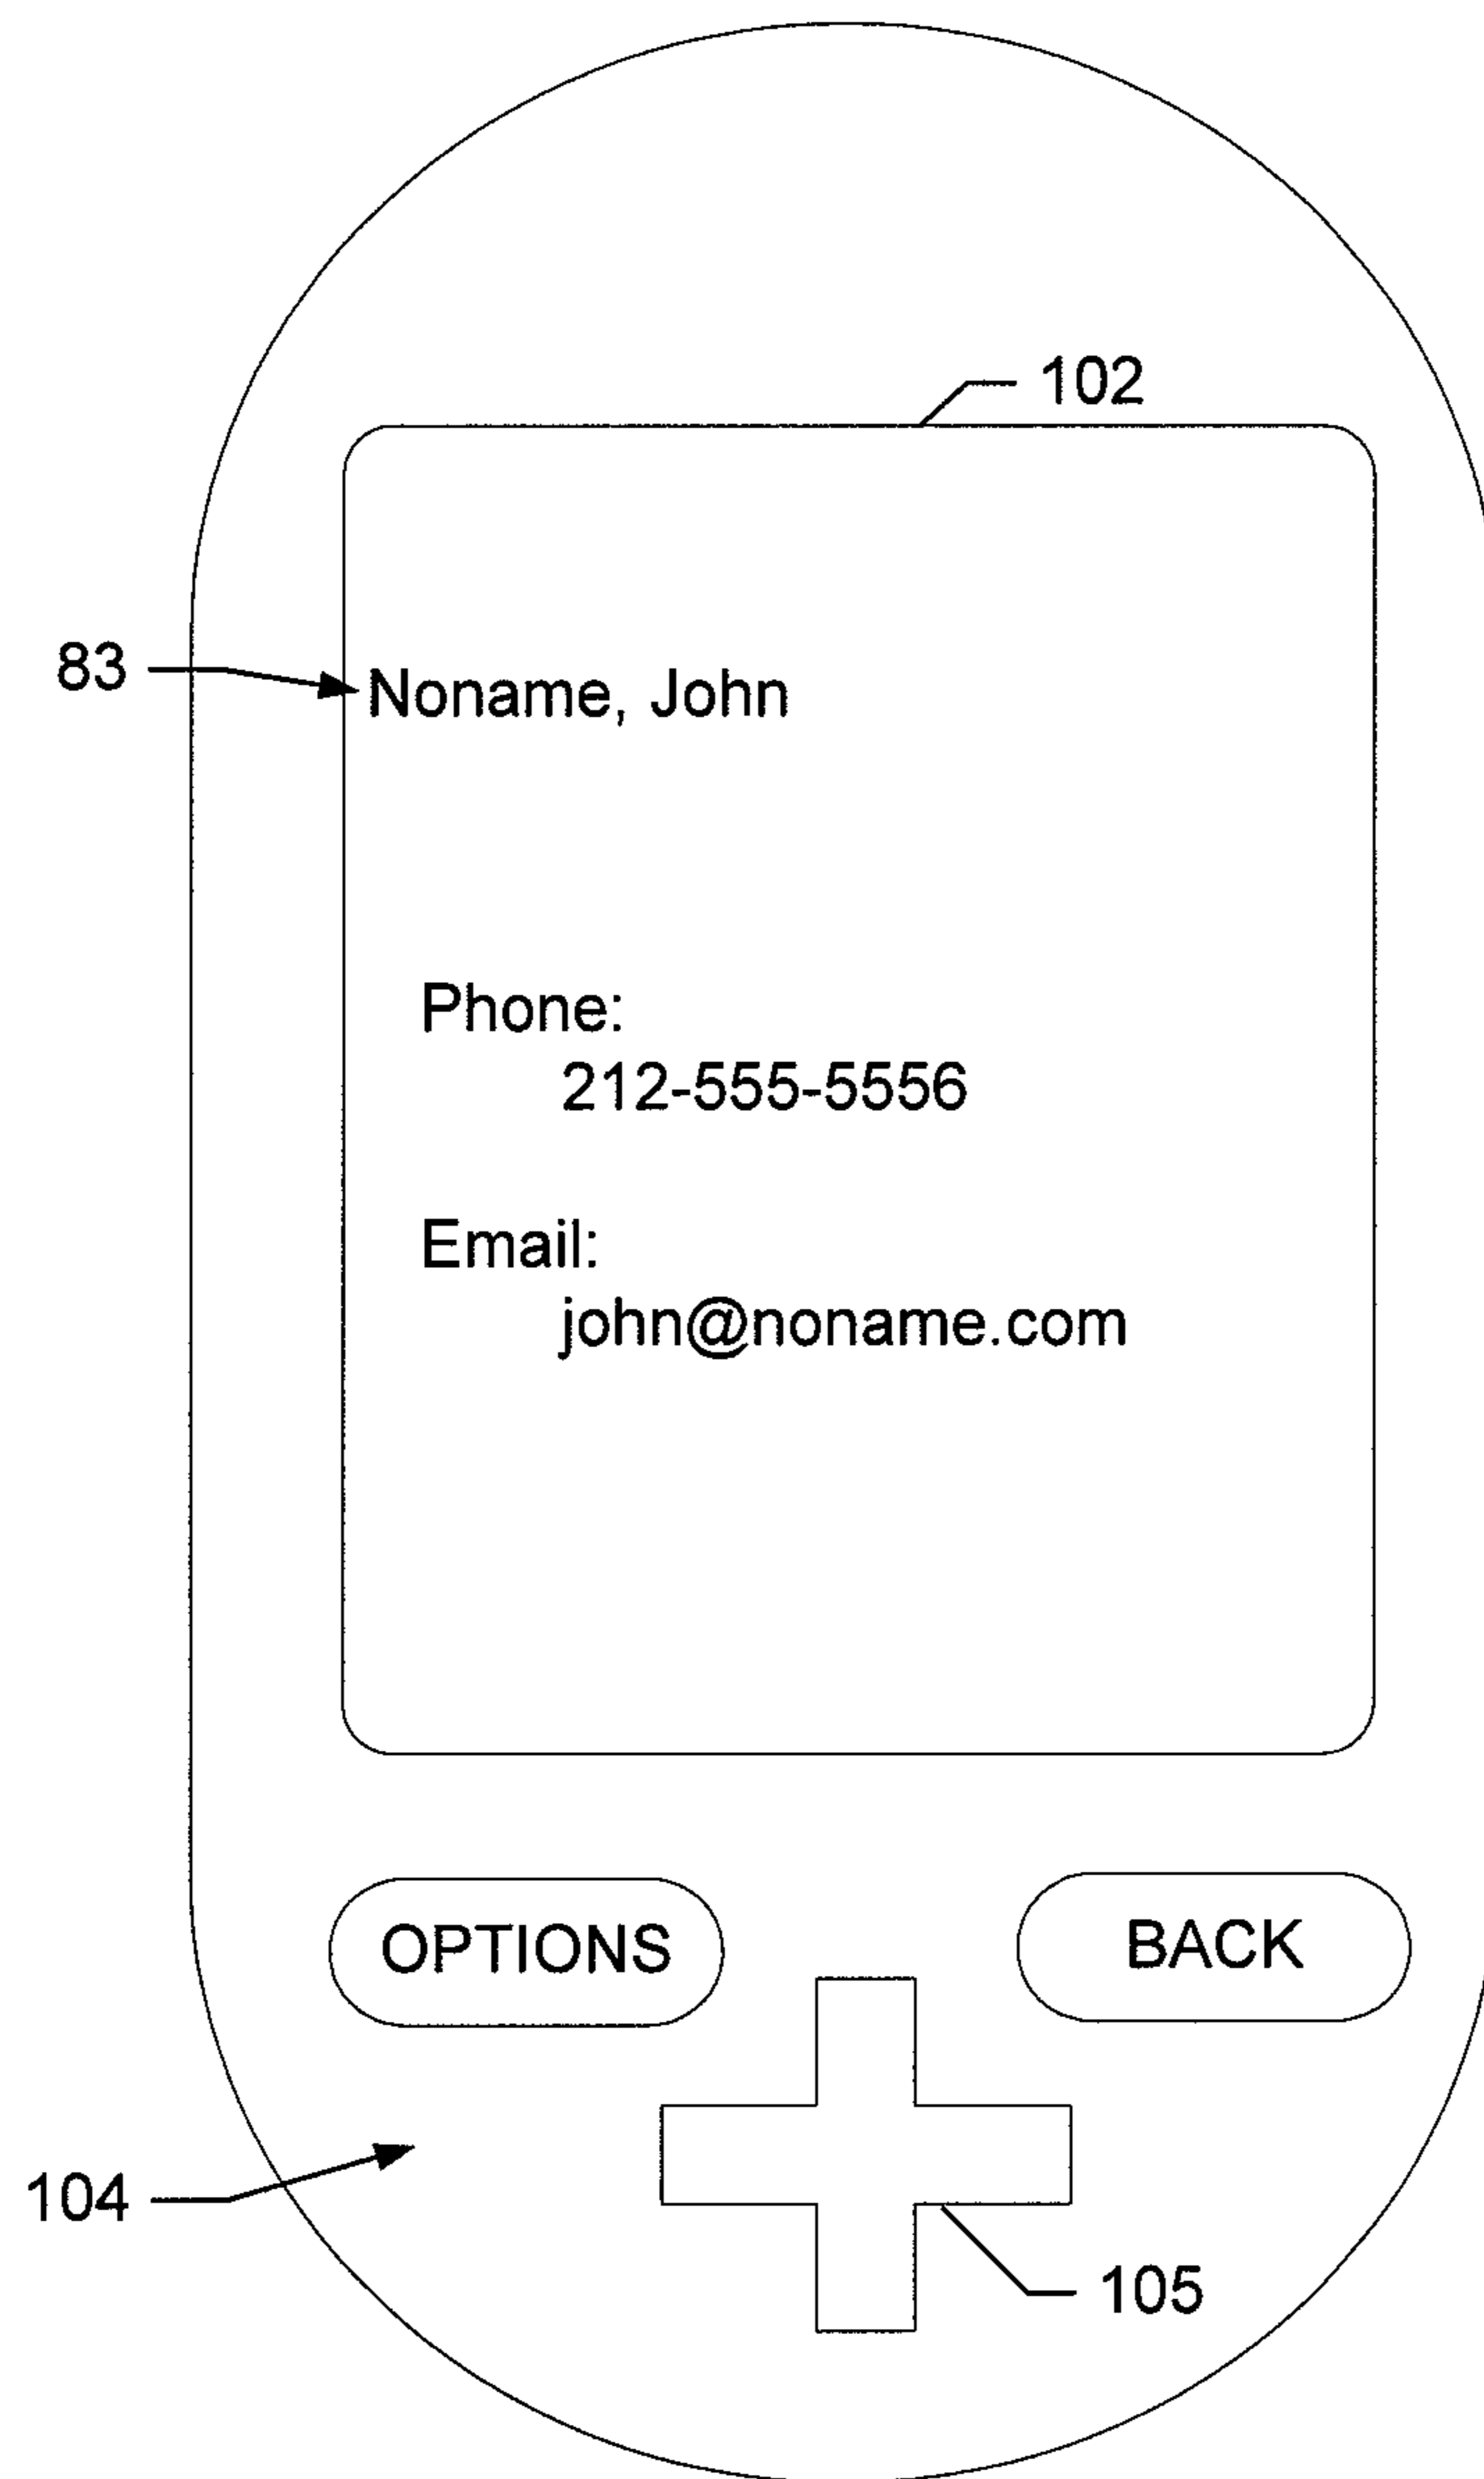 102
83
Noname, John
Phone:
212-555-5556
Email:
john@noname.com
OPTIONS
BACK
104
105